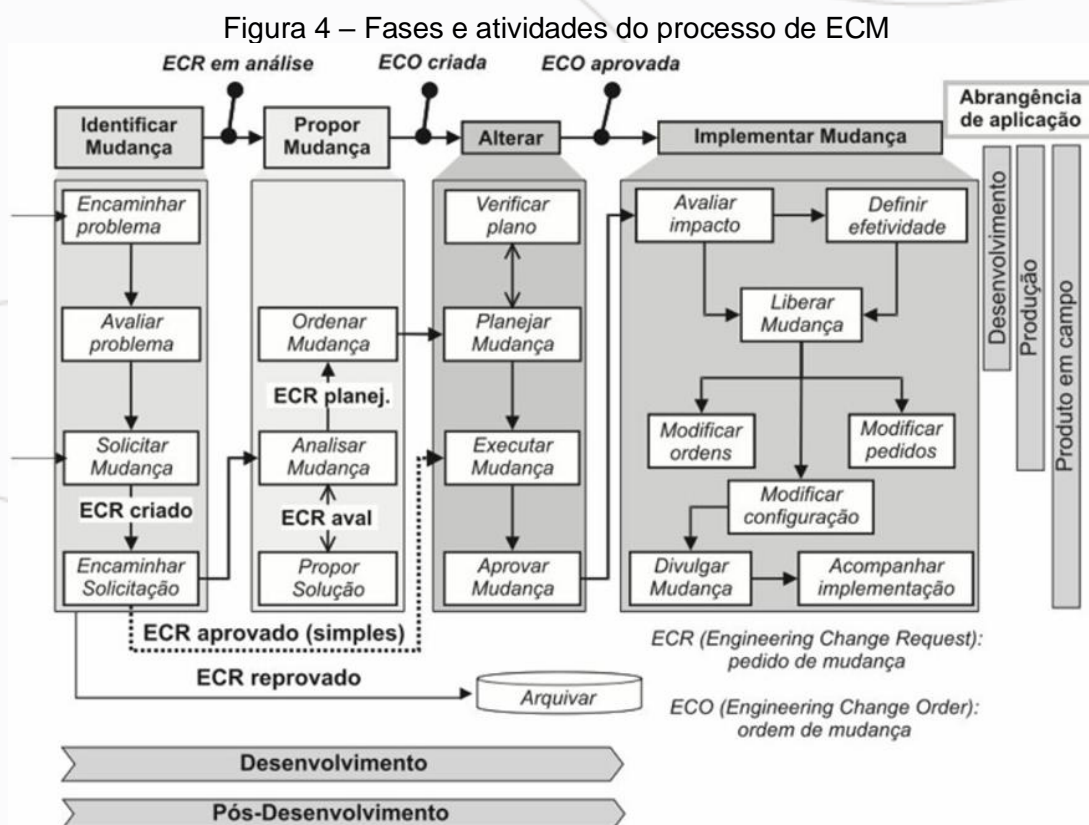 Figura 4 – Fases e atividades do processo de ECM
ECR em análise
ECO criada
ECO aprovada
Abrangência
de aplicação
Identificar
Mudança
Propor
Mudança
Alterar
Implementar Mudança
Encaminhar
problema
Avaliar
problema
Solicitar
Mudança
ECR criado
Encaminhar
Solicitação
Ordenar
Mudança
ECR planej.
Analisar
Mudança
ECR aval
Propor
Solução
Verificar
plano
Planejar
Mudança
Executar
Mudança
Aprovar
Mudança
Avaliar
impacto
Definir
efetividade
Liberar
Mudança
Modificar
ordens
Modificar
pedidos
Modificar
configuração
Divulgar
Mudança
Acompanhar
implementação
Desenvolvimento
Produção
Produto em campo
ECR aprovado (simples)
ECR reprovado
Arquivar
ECR (Engineering Change Request):
pedido de mudança
ECO (Engineering Change Order):
ordem de mudança
Desenvolvimento
Pós-Desenvolvimento